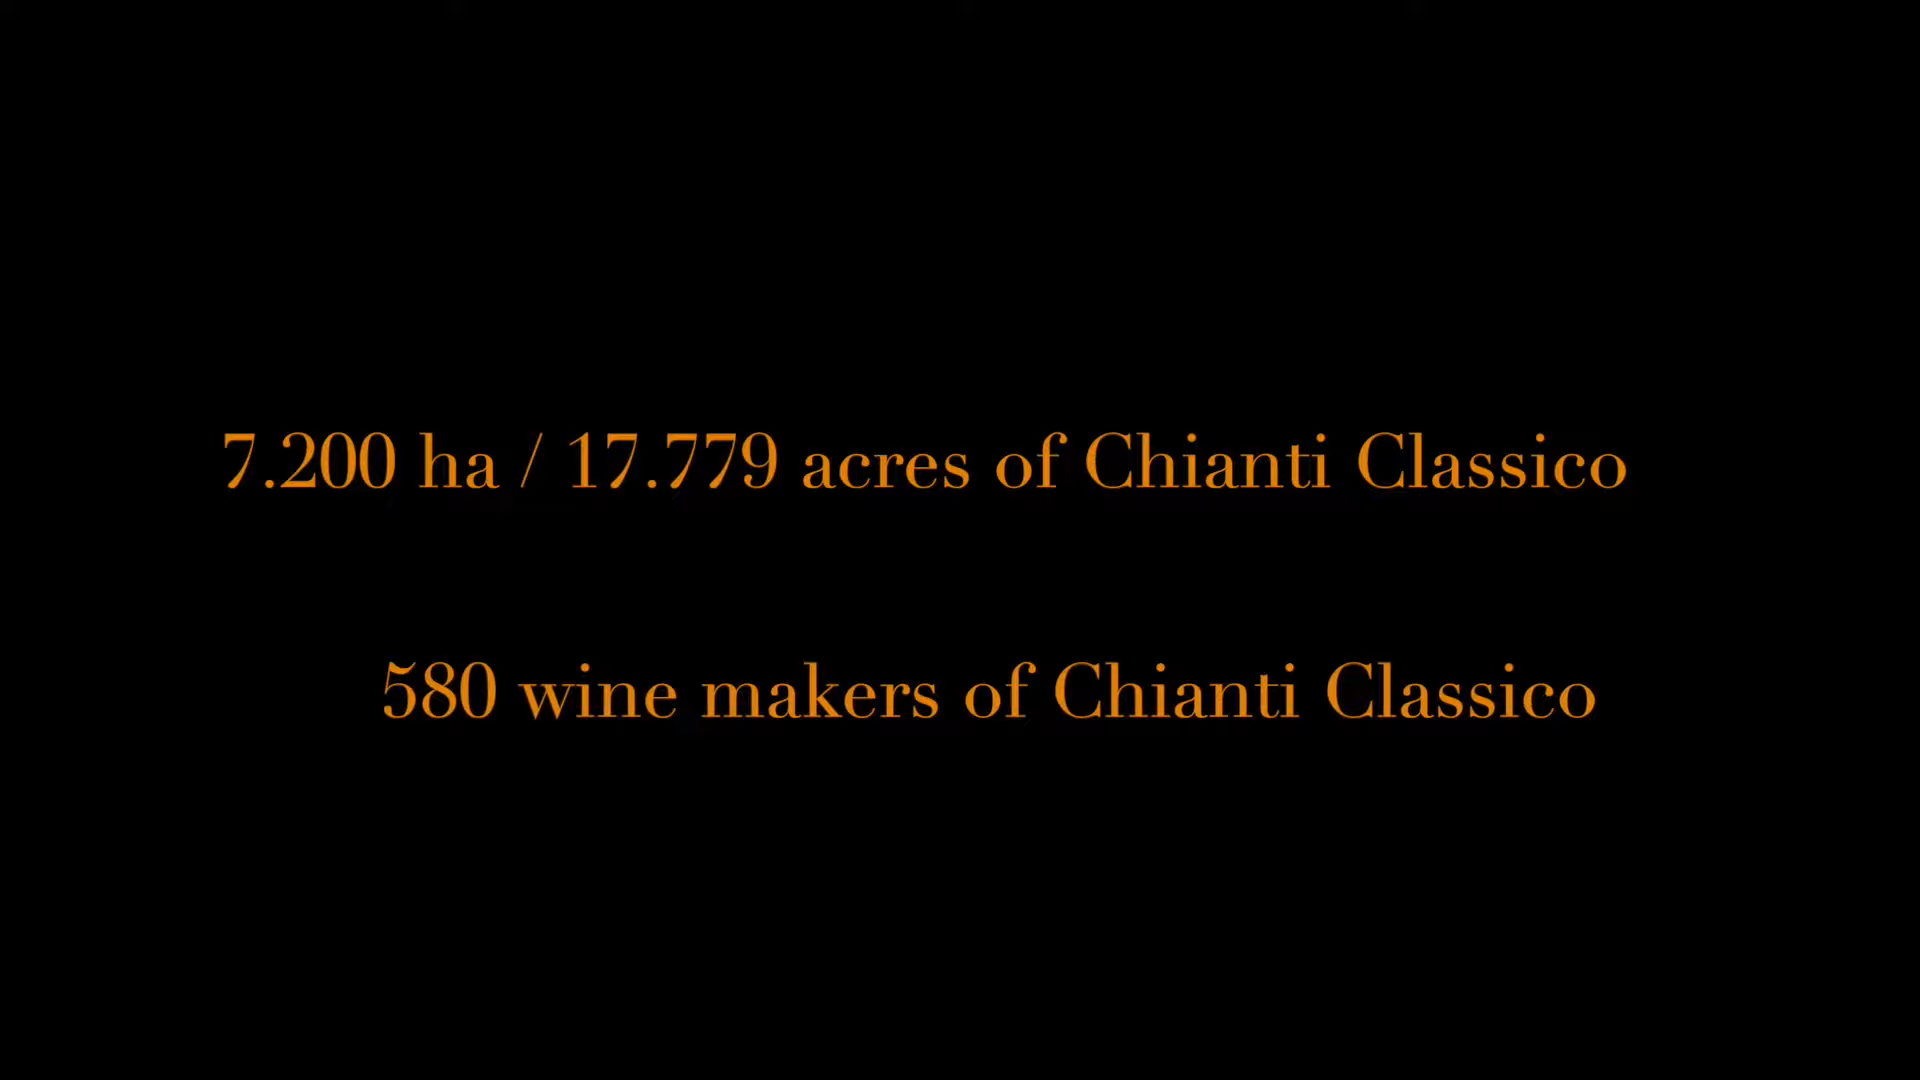 7.200 ha / 17.779 acres of Chianti Classico
580 wine makers of Chianti Classico